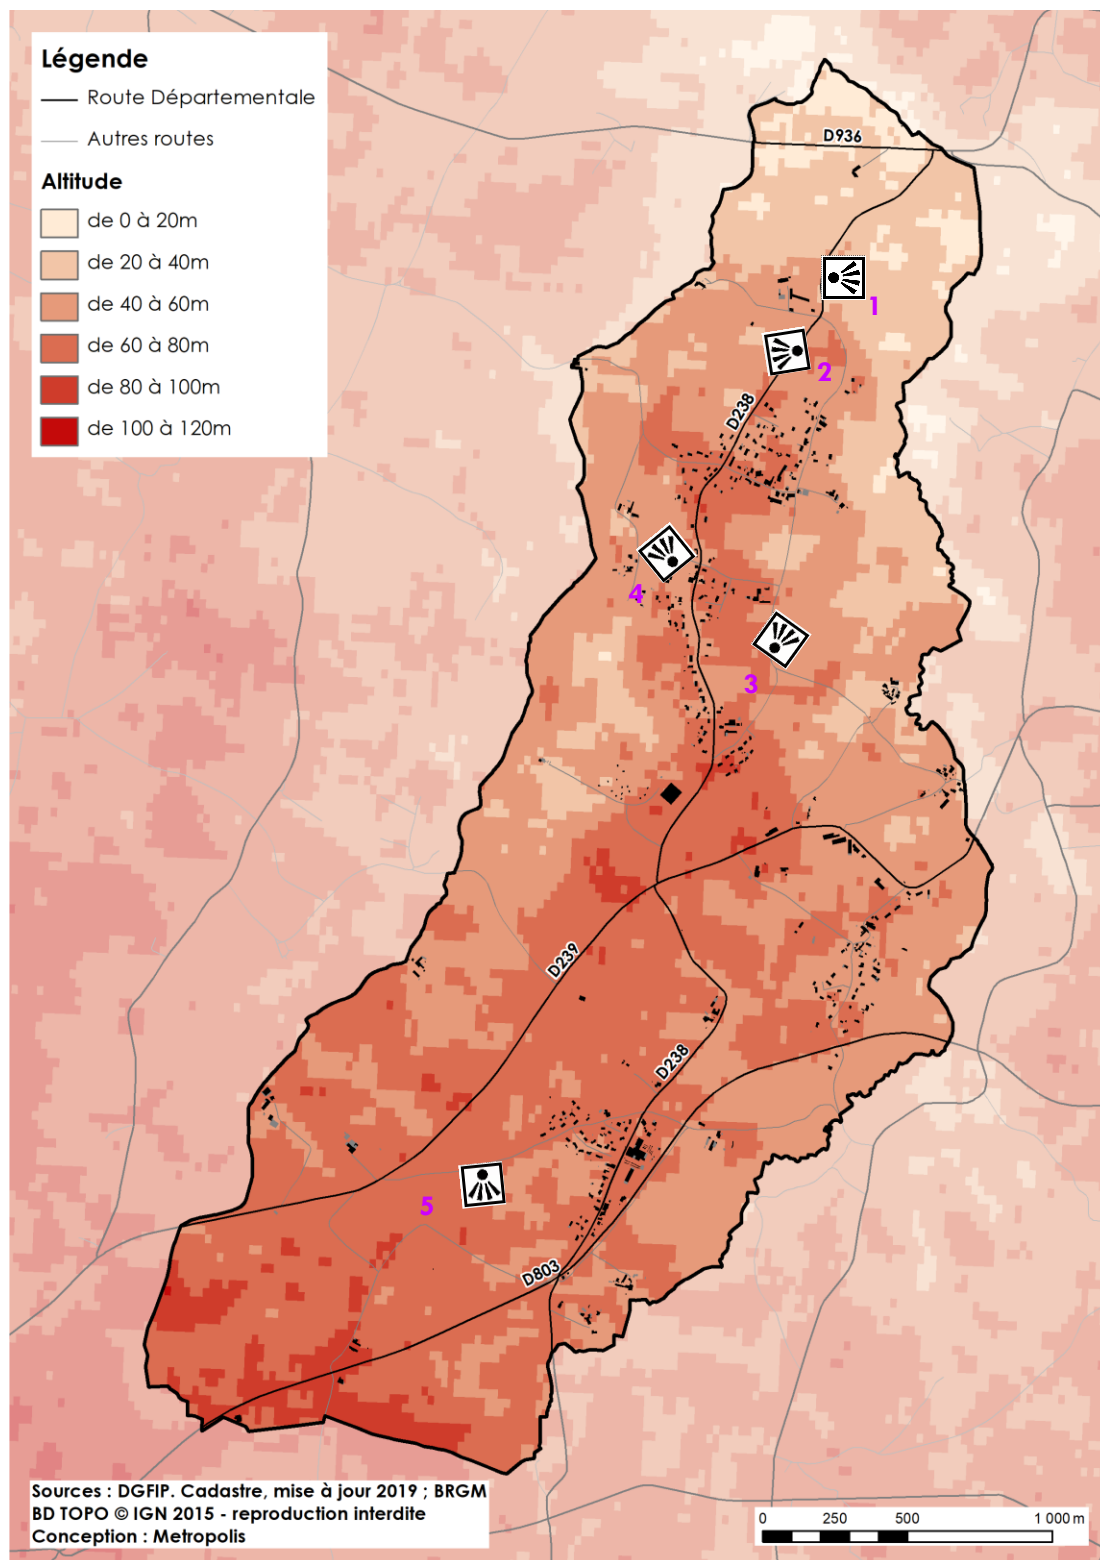 Légende
Route Départementale
Autres routes
Altitude
de 0 à 20m
de 20 à 40m
de 40 à 60m
de 60 à 80m
de 80 à 100m
de 100 à 120m
D936
1
2
D238
4
3
D239
D238
5
D803
Sources : DGFIP. Cadastre, mise à jour 2019 ; BRGM
BD TOPO © IGN 2015 - reproduction interdite
Conception : Metropolis
0 250 500 1 000 m